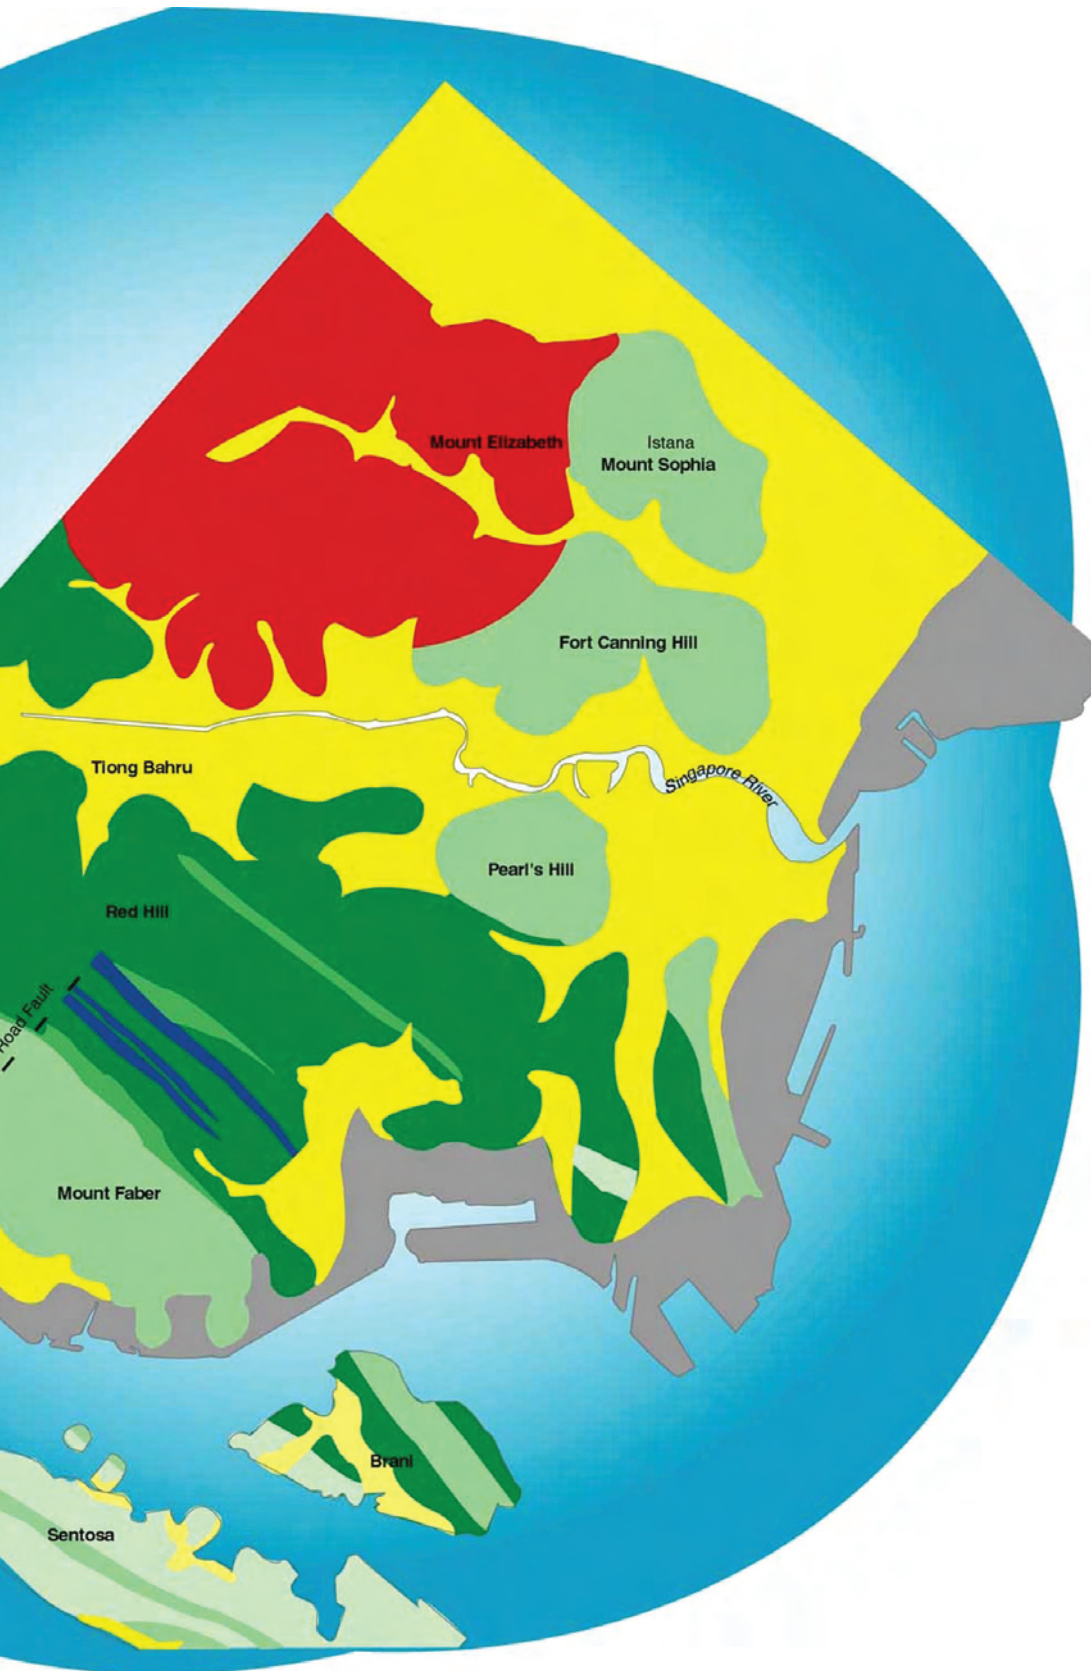 Mount Elizabeth
Istana
Mount Sophia
Fort Canning Hill
Tiong Bahru
Singapore River
Pearl's Hill
Red Hill
Road Fault
Mount Faber
Brani
Sentosa